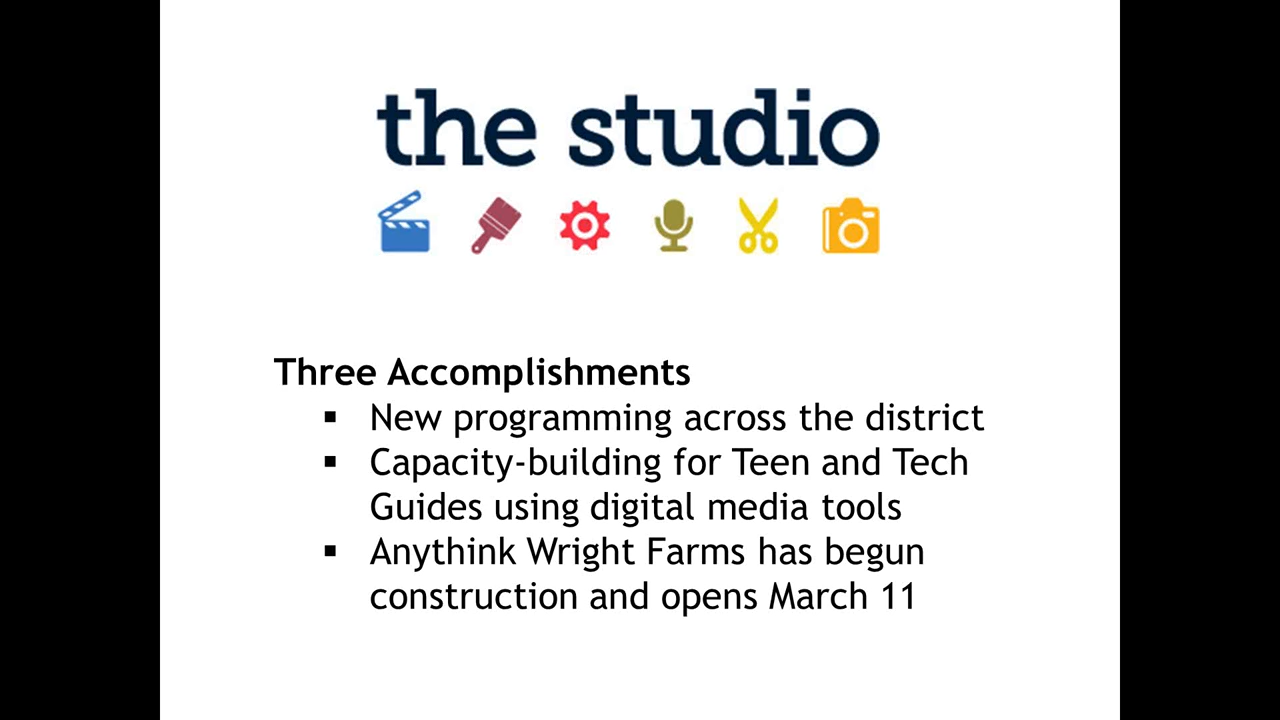 the studio
Three Accomplishments
▪ New programming across the district
▪ Capacity-building for Teen and Tech
Guides using digital media tools
▪ Anythink Wright Farms has begun
construction and opens March 11